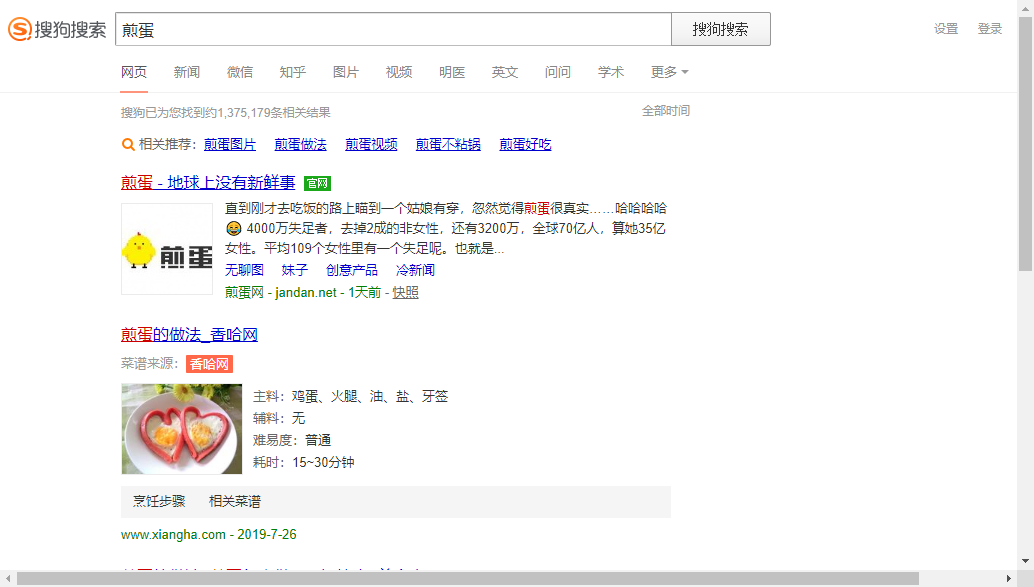 搜狗搜索 煎蛋 搜狗搜索 设置 登录
网页 新闻 微信 知乎 图片 视频 明医 英文 问问 学术 更多
搜狗已为您找到约1,375,179条相关结果 全部时间
相关推荐: 煎蛋图片 煎蛋做法 煎蛋视频 煎蛋不粘锅 煎蛋好吃
煎蛋 - 地球上没有新鲜事 官网
煎蛋
直到刚才去吃饭的路上瞄到一个姑娘有穿，忽然觉得煎蛋很真实……哈哈哈哈
😂 4000万失足者，去掉2成的非女性，还有3200万，全球70亿人，算她35亿
女性。平均109个女性里有一个失足呢。也就是...
无聊图 妹子 创意产品 冷新闻
煎蛋网 - jandan.net - 1天前 - 快照
煎蛋的做法_香哈网
菜谱来源: 香哈网
主料: 鸡蛋、火腿、油、盐、牙签
辅料: 无
难易度: 普通
耗时: 15~30分钟
烹饪步骤 相关菜谱
www.xiangha.com - 2019-7-26